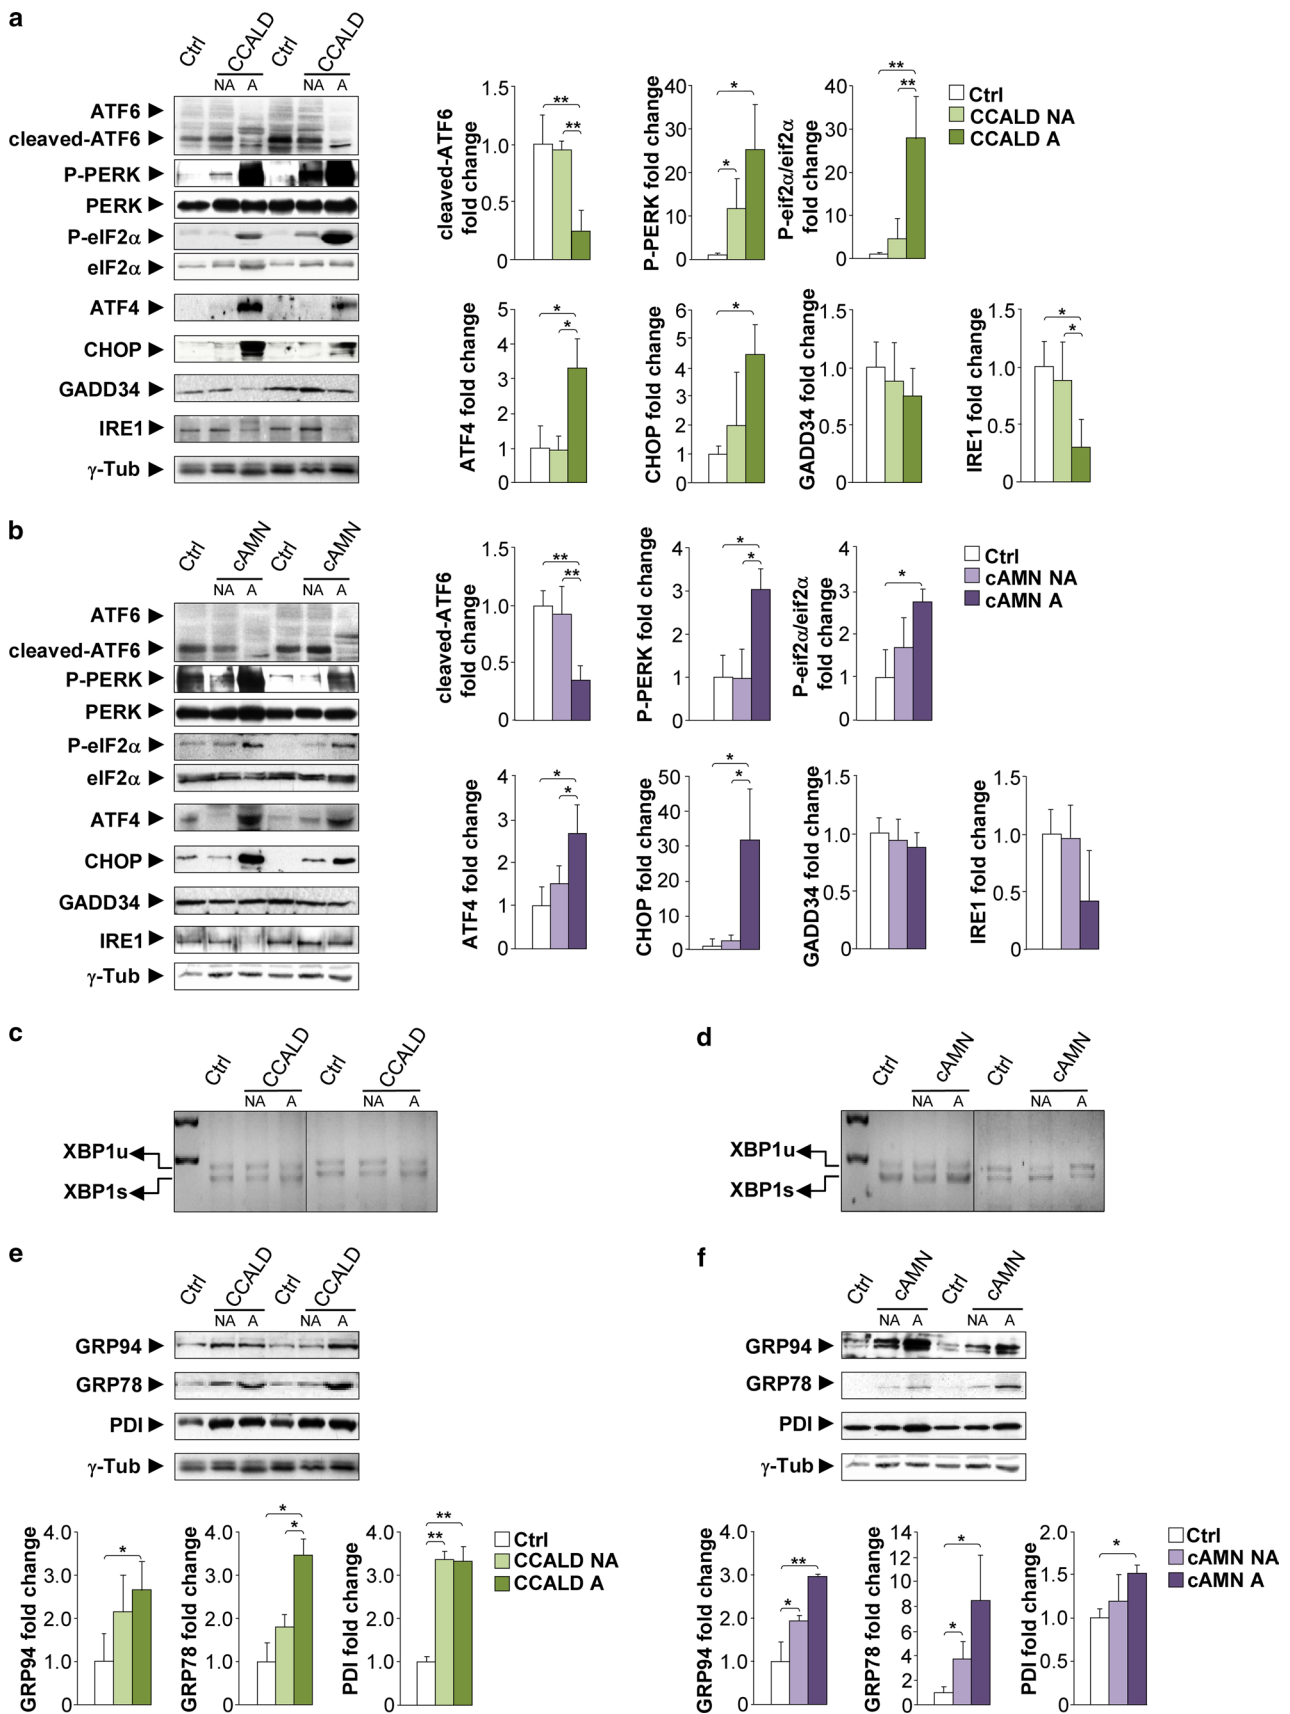 a
Ctrl CCALD Ctrl CCALD
NA A NA A
ATF6
cleaved-ATF6
P-PERK
PERK
P-eIF2α
eIF2α
ATF4
CHOP
GADD34
IRE1
γ-Tub
cleaved-ATF6
fold change
1.5
1.0
0.5
0
** **
P-PERK fold change
40
30
20
10
0
* *
P-eif2α/eif2α
fold change
40
30
20
10
0
** **
Ctrl
CCALD NA
CCALD A
ATF4 fold change
5
4
3
2
1
0
* *
CHOP fold change
6
5
4
3
2
1
0
*
GADD34 fold change
1.5
1.0
0.5
0
IRE1 fold change
1.5
1.0
0.5
0
* *
b
Ctrl cAMN Ctrl cAMN
NA A NA A
ATF6
cleaved-ATF6
P-PERK
PERK
P-eIF2α
eIF2α
ATF4
CHOP
GADD34
IRE1
γ-Tub
cleaved-ATF6
fold change
1.5
1.0
0.5
0
** **
P-PERK fold change
4
3
2
1
0
* *
P-eif2α/eif2α
fold change
4
3
2
1
0
*
Ctrl
cAMN NA
cAMN A
ATF4 fold change
4
3
2
1
0
* *
CHOP fold change
50
40
30
20
10
0
* *
GADD34 fold change
1.5
1.0
0.5
0
IRE1 fold change
1.5
1.0
0.5
0
c
Ctrl CCALD Ctrl CCALD
NA A NA A
XBP1u
XBP1s
d
Ctrl cAMN Ctrl cAMN
NA A NA A
XBP1u
XBP1s
e
Ctrl CCALD Ctrl CCALD
NA A NA A
GRP94
GRP78
PDI
γ-Tub
GRP94 fold change
4.0
3.0
2.0
1.0
0
*
GRP78 fold change
4.0
3.0
2.0
1.0
0
* *
PDI fold change
4.0
3.0
2.0
1.0
0
** **
Ctrl
CCALD NA
CCALD A
f
Ctrl cAMN Ctrl cAMN
NA A NA A
GRP94
GRP78
PDI
γ-Tub
GRP94 fold change
4.0
3.0
2.0
1.0
0
** *
GRP78 fold change
14
12
10
8
6
4
2
0
* *
PDI fold change
2.0
1.5
1.0
0.5
0
*
Ctrl
cAMN NA
cAMN A